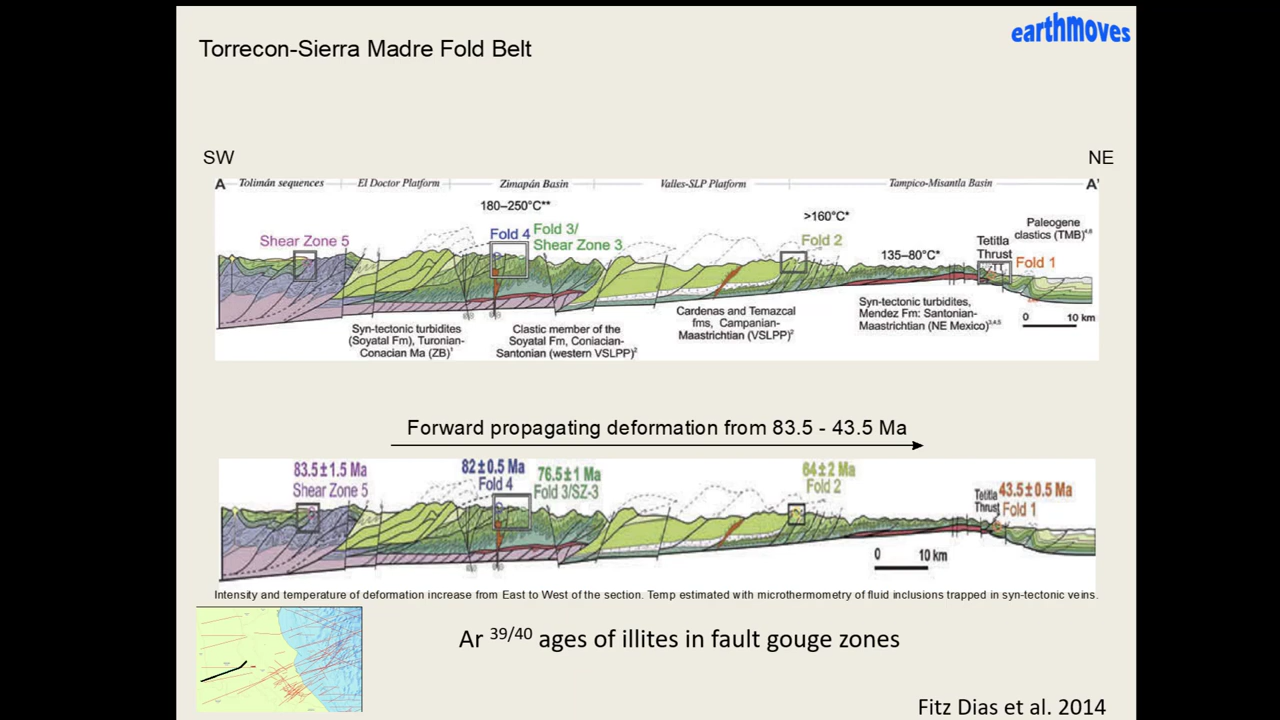 earthmoves
Torrecon-Sierra Madre Fold Belt
SW
NE
A Tolimán sequences El Doctor Platform Zimapán Basin Valles-SLP Platform Tampico-Misantla Basin A'
180-250°C**
>160°C*
Paleogene
clastics (TMB)4,6
Shear Zone 5
Fold 4
Fold 3/
Shear Zone 3
Fold 2
135-80°C*
Tetitla
Thrust
Fold 1
Syn-tectonic turbidites
(Soyatal Fm), Turonian-
Conacian Ma (ZB)¹
Clastic member of the
Soyatal Fm, Coniacian-
Santonian (western VSLPP)²
Cardenas and Temazcal
fms, Campanian-
Maastrichtian (VSLPP)²
Syn-tectonic turbidites,
Mendez Fm: Santonian-
Maastrichtian (NE Mexico)3,4,5
0 10 km
Forward propagating deformation from 83.5 - 43.5 Ma
83.5±1.5 Ma
Shear Zone 5
82±0.5 Ma
Fold 4
76.5±1 Ma
Fold 3/SZ-3
64±2 Ma
Fold 2
Tetitla
Thrust
43.5±0.5 Ma
Fold 1
0 10 km
Intensity and temperature of deformation increase from East to West of the section. Temp estimated with microthermometry of fluid inclusions trapped in syn-tectonic veins.
Ar 39/40 ages of illites in fault gouge zones
Fitz Dias et al. 2014